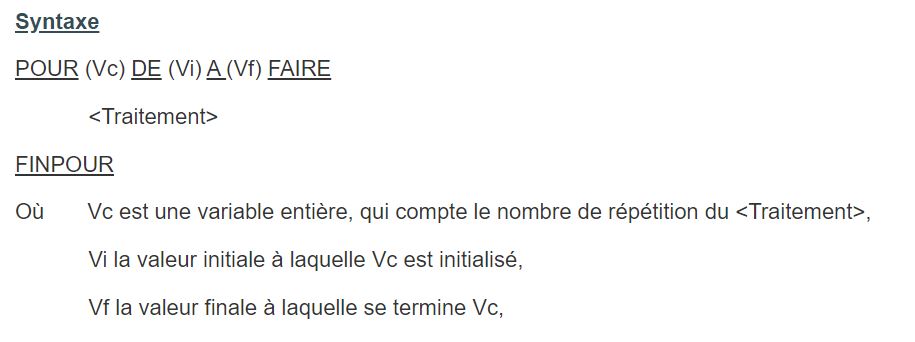 Syntaxe
POUR (Vc) DE (Vi) A (Vf) FAIRE
<Traitement>
FINPOUR
Où Vc est une variable entière, qui compte le nombre de répétition du <Traitement>,
Vi la valeur initiale à laquelle Vc est initialisé,
Vf la valeur finale à laquelle se termine Vc,